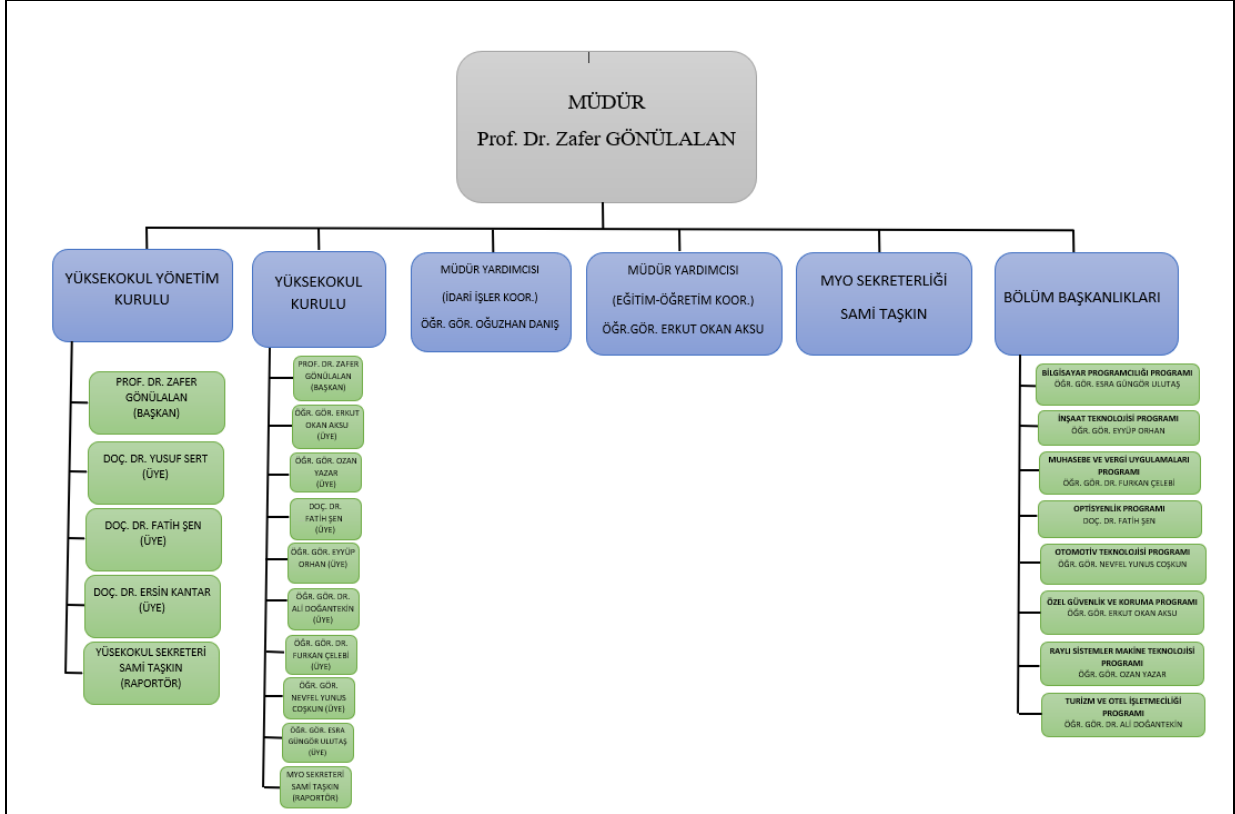 MÜDÜR
Prof. Dr. Zafer GÖNÜLALAN
YÜKSEKOKUL YÖNETİM
KURULU
PROF. DR. ZAFER
GÖNÜLALAN
(BAŞKAN)
DOÇ. DR. YUSUF SERT
(ÜYE)
DOÇ. DR. FATİH ŞEN
(ÜYE)
DOÇ. DR. ERSİN KANTAR
(ÜYE)
YÜSEKOKUL SEKRETERİ
SAMİ TAŞKIN
(RAPORTÖR)
YÜKSEKOKUL
KURULU
PROF. DR. ZAFER
GÖNÜLALAN
(BAŞKAN)
ÖĞR. GÖR. ERKUT
OKAN AKSU
(ÜYE)
ÖĞR. GÖR. OZAN
YAZAR
(ÜYE)
DOÇ. DR.
FATİH ŞEN
(ÜYE)
ÖĞR. GÖR. EYYÜP
ORHAN (ÜYE)
ÖĞR. GÖR. DR.
ALİ DOĞANTEKİN
(ÜYE)
ÖĞR. GÖR. DR.
FURKAN ÇELEBİ
(ÜYE)
ÖĞR. GÖR.
NEVFEL YUNUS
COŞKUN (ÜYE)
ÖĞR. GÖR. ESRA
GÜNGÖR ULUTAŞ
(ÜYE)
MYO SEKRETERİ
SAMİ TAŞKIN
(RAPORTÖR)
MÜDÜR YARDIMCISI
(İDARİ İŞLER KOOR.)
ÖĞR. GÖR. OĞUZHAN DANIŞ
MÜDÜR YARDIMCISI
(EĞİTİM-ÖĞRETİM KOOR.)
ÖĞR.GÖR. ERKUT OKAN AKSU
MYO SEKRETERLİĞİ
SAMİ TAŞKIN
BÖLÜM BAŞKANLIKLARI
BİLGİSAYAR PROGRAMCILIĞI PROGRAMI
ÖĞR. GÖR. ESRA GÜNGÖR ULUTAŞ
İNŞAAT TEKNOLOJİSİ PROGRAMI
ÖĞR. GÖR. EYYÜP ORHAN
MUHASEBE VE VERGİ UYGULAMALARI
PROGRAMI
ÖĞR. GÖR. DR. FURKAN ÇELEBİ
OPTİSYENLİK PROGRAMI
DOÇ. DR. FATİH ŞEN
OTOMOTİV TEKNOLOJİSİ PROGRAMI
ÖĞR. GÖR. NEVFEL YUNUS COŞKUN
ÖZEL GÜVENLİK VE KORUMA PROGRAMI
ÖĞR. GÖR. ERKUT OKAN AKSU
RAYLI SİSTEMLER MAKİNE TEKNOLOJİSİ
PROGRAMI
ÖĞR. GÖR. OZAN YAZAR
TURİZM VE OTEL İŞLETMECİLİĞİ
PROGRAMI
ÖĞR. GÖR. DR. ALİ DOĞANTEKİN